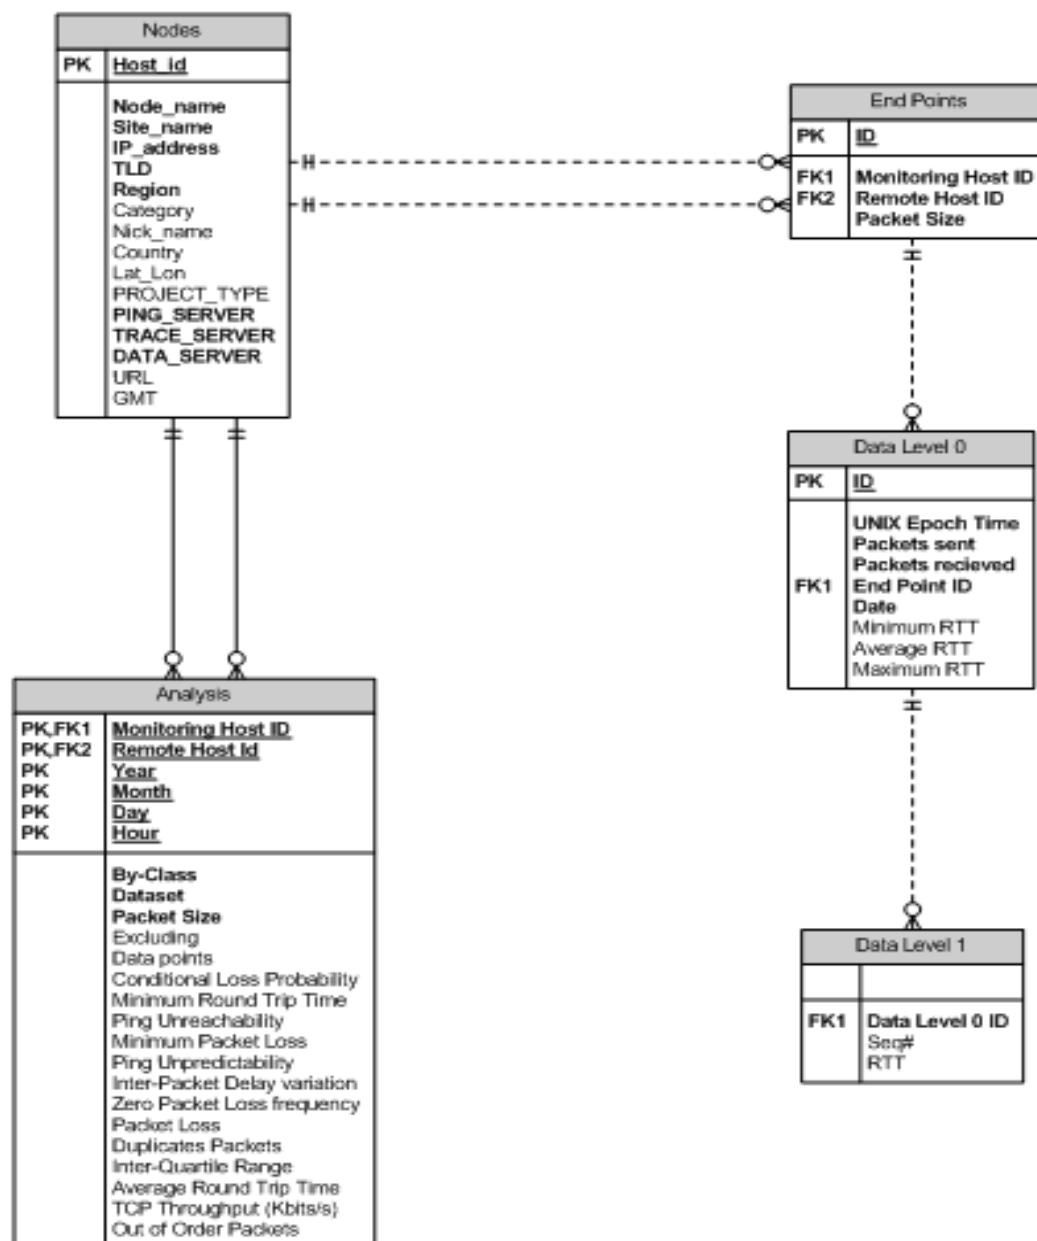 Nodes
PK Host_id
Node_name
Site_name
IP_address
TLD
Region
Category
Nick_name
Country
Lat_Lon
PROJECT_TYPE
PING_SERVER
TRACE_SERVER
DATA_SERVER
URL
GMT
End Points
PK ID
FK1 Monitoring Host ID
FK2 Remote Host ID
Packet Size
Data Level 0
PK ID
UNIX Epoch Time
Packets sent
Packets recieved
FK1 End Point ID
Date
Minimum RTT
Average RTT
Maximum RTT
Analysis
PK,FK1 Monitoring Host ID
PK,FK2 Remote Host Id
PK Year
PK Month
PK Day
PK Hour
By-Class
Dataset
Packet Size
Excluding
Data points
Conditional Loss Probability
Minimum Round Trip Time
Ping Unreachability
Minimum Packet Loss
Ping Unpredictability
Inter-Packet Delay variation
Zero Packet Loss frequency
Packet Loss
Duplicates Packets
Inter-Quartile Range
Average Round Trip Time
TCP Throughput (Kbits/s)
Out of Order Packets
Data Level 1
FK1 Data Level 0 ID
Seq#
RTT